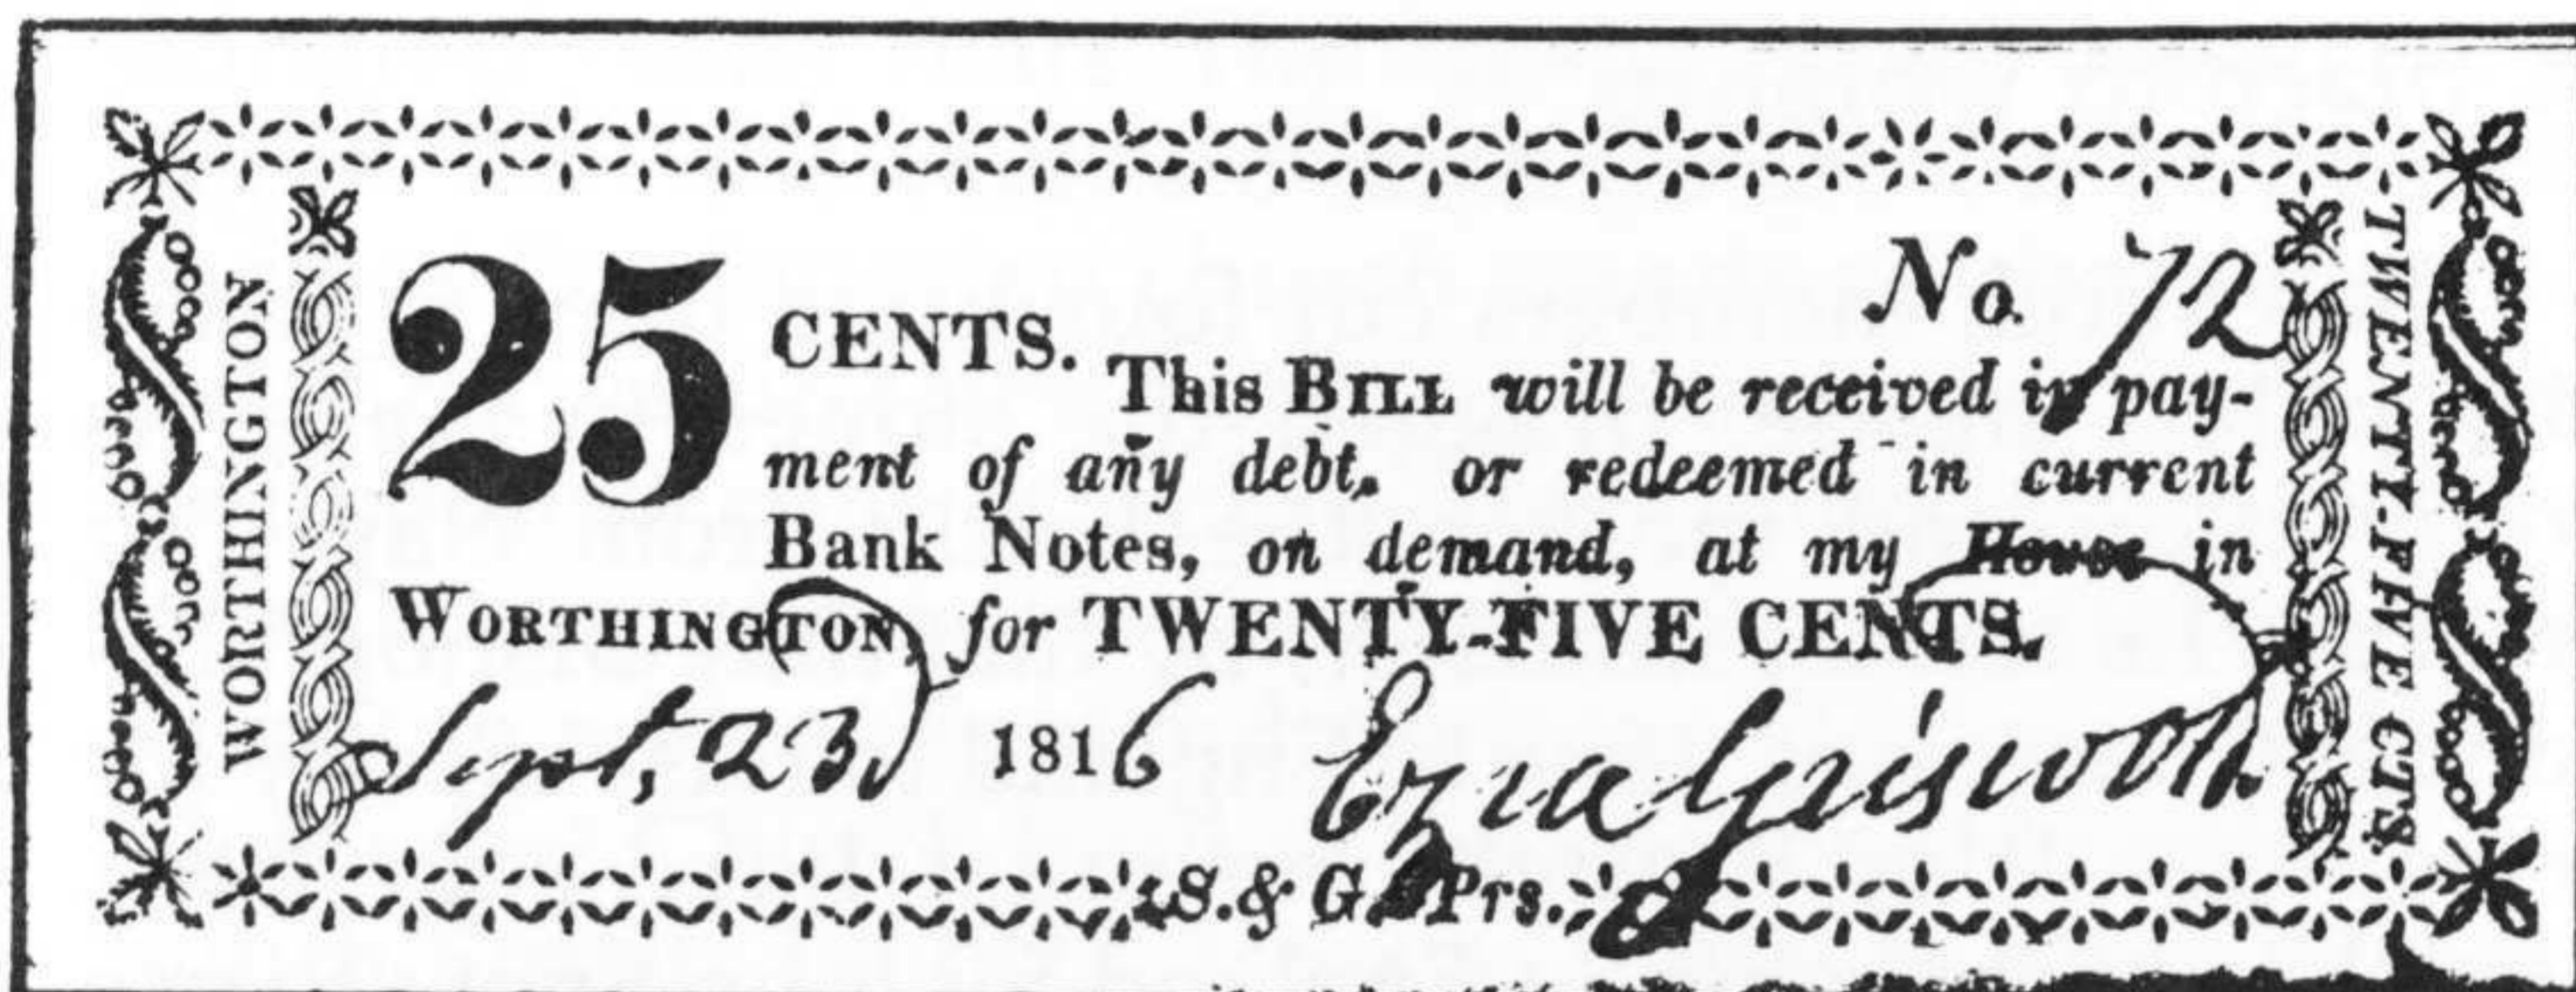 WORTHINGTON
25 CENTS.
No. 72
This BILL will be received in pay-
ment of any debt, or redeemed in current
Bank Notes, on demand, at my House in
WORTHINGTON, for TWENTY-FIVE CENTS.
Sept, 23d 1816 Ezra Griswold
S. & G. Prs.
TWENTY-FIVE CTS.